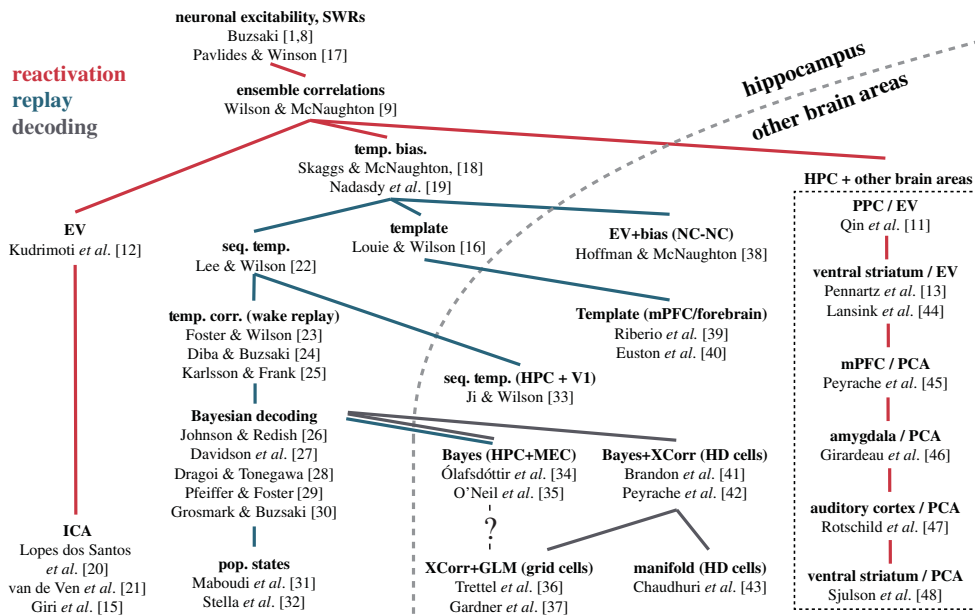 neuronal excitability, SWRs
Buzsaki [1,8]
Pavlides & Winson [17]
reactivation
replay
decoding
hippocampus
other brain areas
ensemble correlations
Wilson & McNaughton [9]
temp. bias.
Skaggs & McNaughton, [18]
Nadasdy et al. [19]
HPC + other brain areas
EV
Kudrimoti et al. [12]
seq. temp.
Lee & Wilson [22]
template
Louie & Wilson [16]
EV+bias (NC-NC)
Hoffman & McNaughton [38]
PPC / EV
Qin et al. [11]
ventral striatum / EV
Pennartz et al. [13]
Lansink et al. [44]
temp. corr. (wake replay)
Foster & Wilson [23]
Diba & Buzsaki [24]
Karlsson & Frank [25]
Template (mPFC/forebrain)
Riberio et al. [39]
Euston et al. [40]
seq. temp. (HPC + V1)
Ji & Wilson [33]
mPFC / PCA
Peyrache et al. [45]
Bayesian decoding
Johnson & Redish [26]
Davidson et al. [27]
Dragoi & Tonegawa [28]
Pfeiffer & Foster [29]
Grosmark & Buzsaki [30]
Bayes (HPC+MEC)
Ólafsdóttir et al. [34]
O'Neil et al. [35]
Bayes+XCorr (HD cells)
Brandon et al. [41]
Peyrache et al. [42]
amygdala / PCA
Girardeau et al. [46]
auditory cortex / PCA
Rotschild et al. [47]
?
ICA
Lopes dos Santos
et al. [20]
van de Ven et al. [21]
Giri et al. [15]
pop. states
Maboudi et al. [31]
Stella et al. [32]
XCorr+GLM (grid cells)
Trettel et al. [36]
Gardner et al. [37]
manifold (HD cells)
Chaudhuri et al. [43]
ventral striatum / PCA
Sjulson et al. [48]